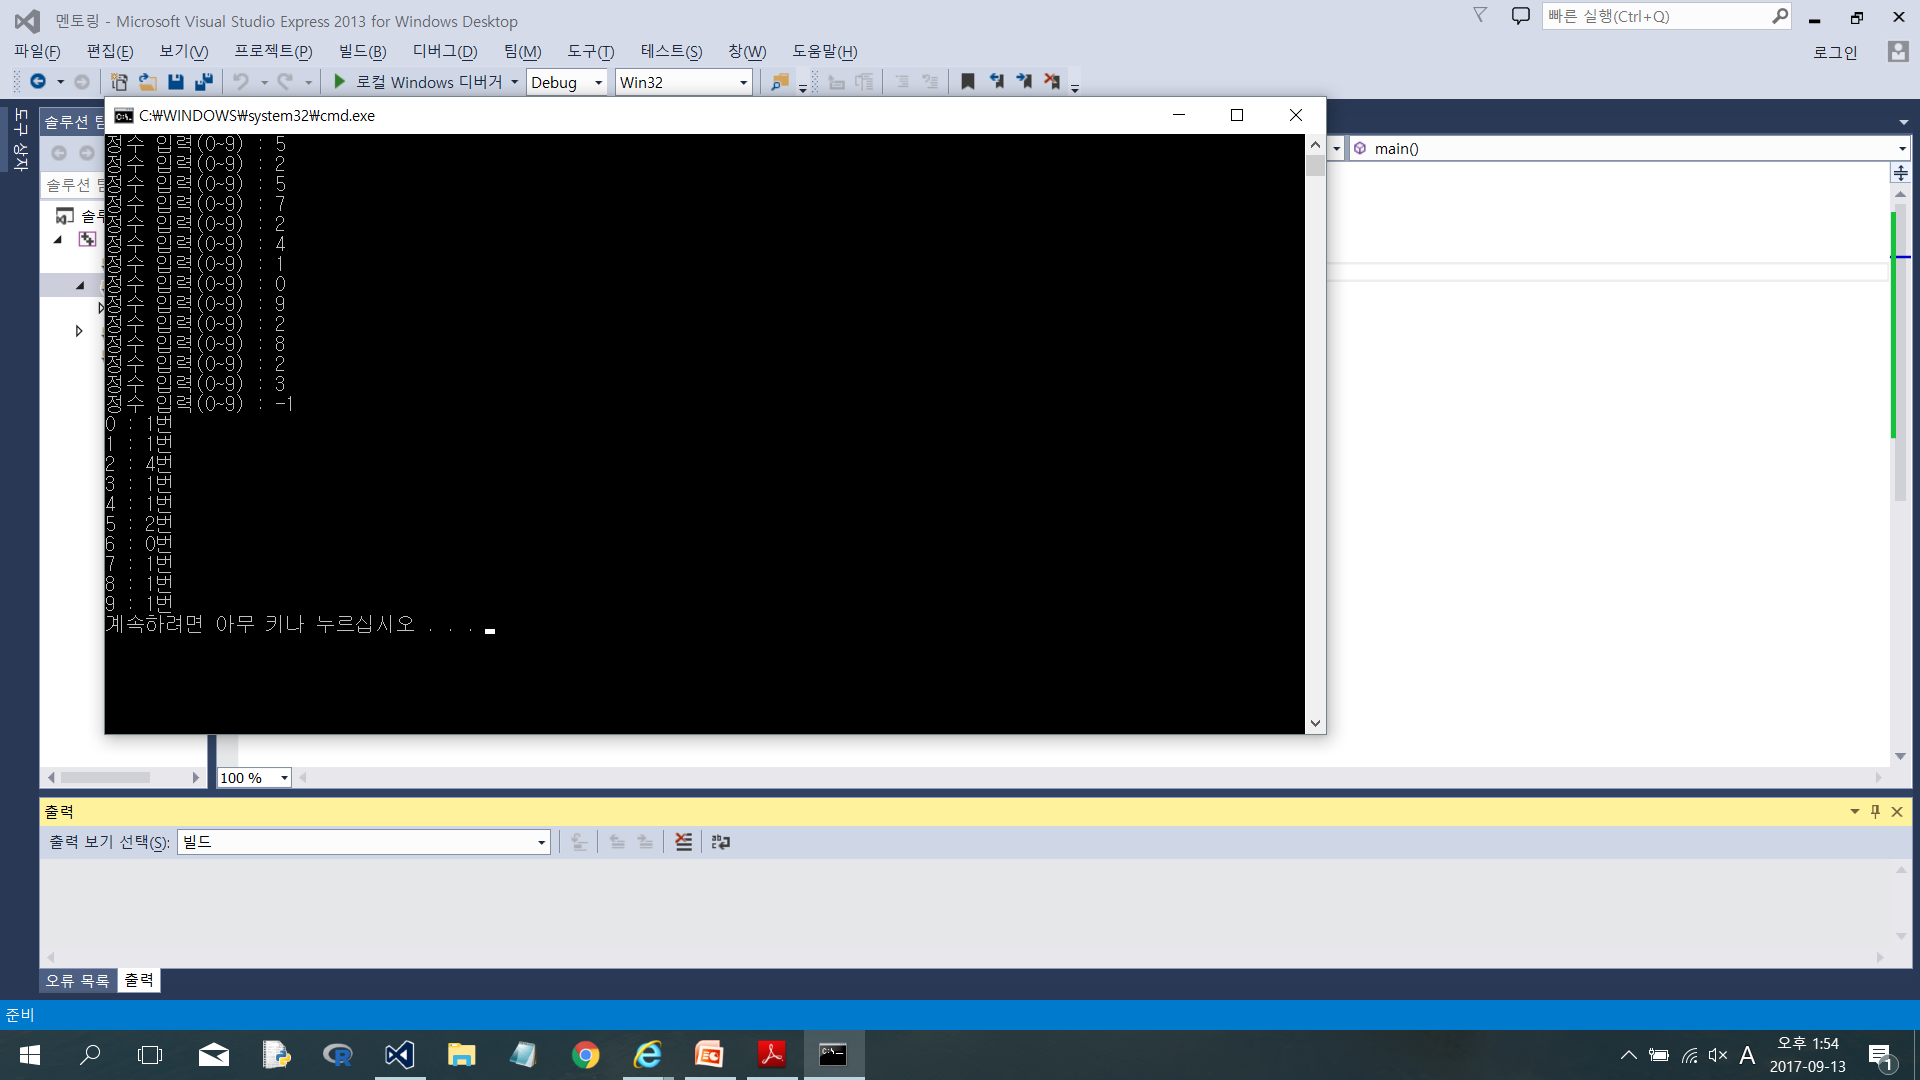 멘토링 - Microsoft Visual Studio Express 2013 for Windows Desktop
빠른 실행(Ctrl+Q)
파일(F) 편집(E) 보기(V) 프로젝트(P) 빌드(B) 디버그(D) 팀(M) 도구(T) 테스트(S) 창(W) 도움말(H)
로그인
로컬 Windows 디버거 Debug Win32
도구 상자
솔루션
C:₩WINDOWS₩system32₩cmd.exe
main()
솔루션
정수 입력(0~9) : 5
정수 입력(0~9) : 2
정수 입력(0~9) : 5
정수 입력(0~9) : 7
정수 입력(0~9) : 2
정수 입력(0~9) : 4
정수 입력(0~9) : 1
정수 입력(0~9) : 0
정수 입력(0~9) : 9
정수 입력(0~9) : 2
정수 입력(0~9) : 8
정수 입력(0~9) : 2
정수 입력(0~9) : 3
정수 입력(0~9) : -1
0 : 1번
1 : 1번
2 : 4번
3 : 1번
4 : 1번
5 : 2번
6 : 0번
7 : 1번
8 : 1번
9 : 1번
계속하려면 아무 키나 누르십시오 . . .
100 %
출력
출력 보기 선택(S): 빌드
오류 목록 출력
준비
A
오후 1:54
2017-09-13
1